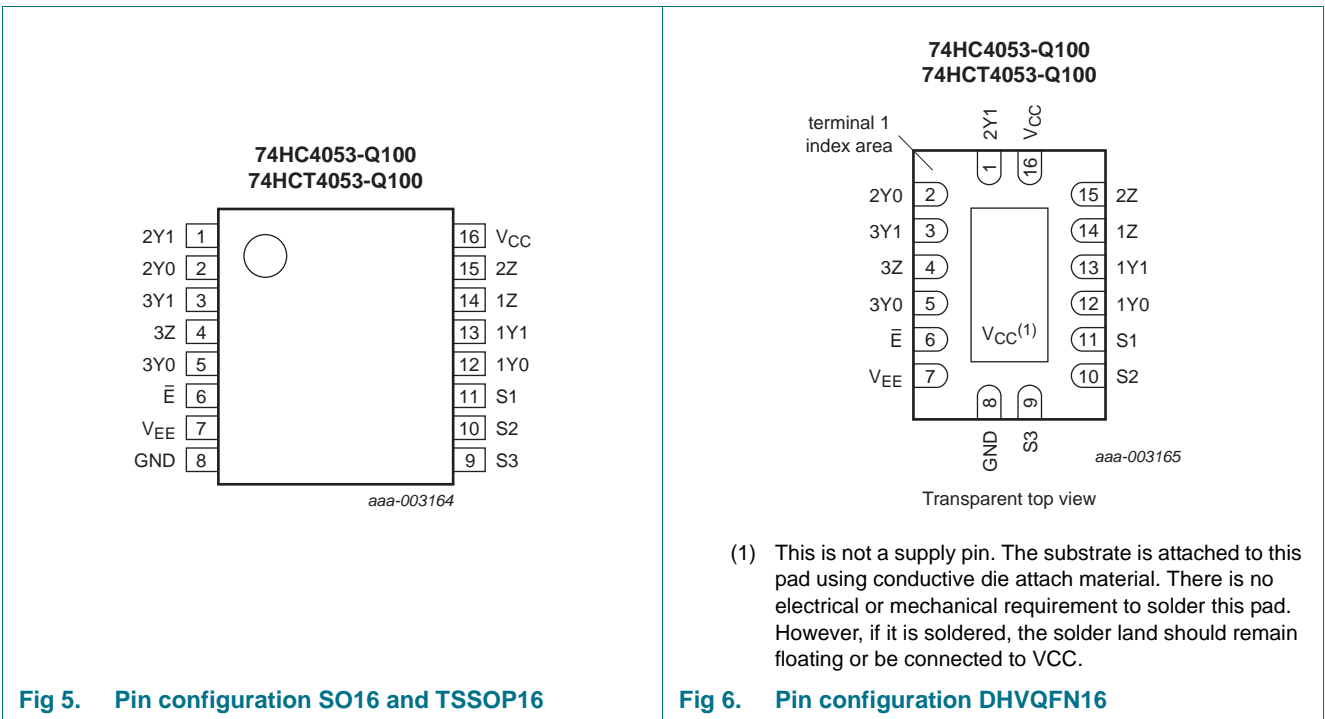 74HC4053-Q100
74HCT4053-Q100
2Y1 1
2Y0 2
3Y1 3
3Z 4
3Y0 5
E̅ 6
VEE 7
GND 8
16 VCC
15 2Z
14 1Z
13 1Y1
12 1Y0
11 S1
10 S2
9 S3
aaa-003164
Fig 5. Pin configuration SO16 and TSSOP16
74HC4053-Q100
74HCT4053-Q100
terminal 1
index area
2Y1
VCC
1
16
2Y0 2
3Y1 3
3Z 4
3Y0 5
E̅ 6
VEE 7
15 2Z
14 1Z
13 1Y1
12 1Y0
11 S1
10 S2
VCC(1)
8
9
GND
S3
aaa-003165
Transparent top view
(1) This is not a supply pin. The substrate is attached to this
pad using conductive die attach material. There is no
electrical or mechanical requirement to solder this pad.
However, if it is soldered, the solder land should remain
floating or be connected to VCC.
Fig 6. Pin configuration DHVQFN16